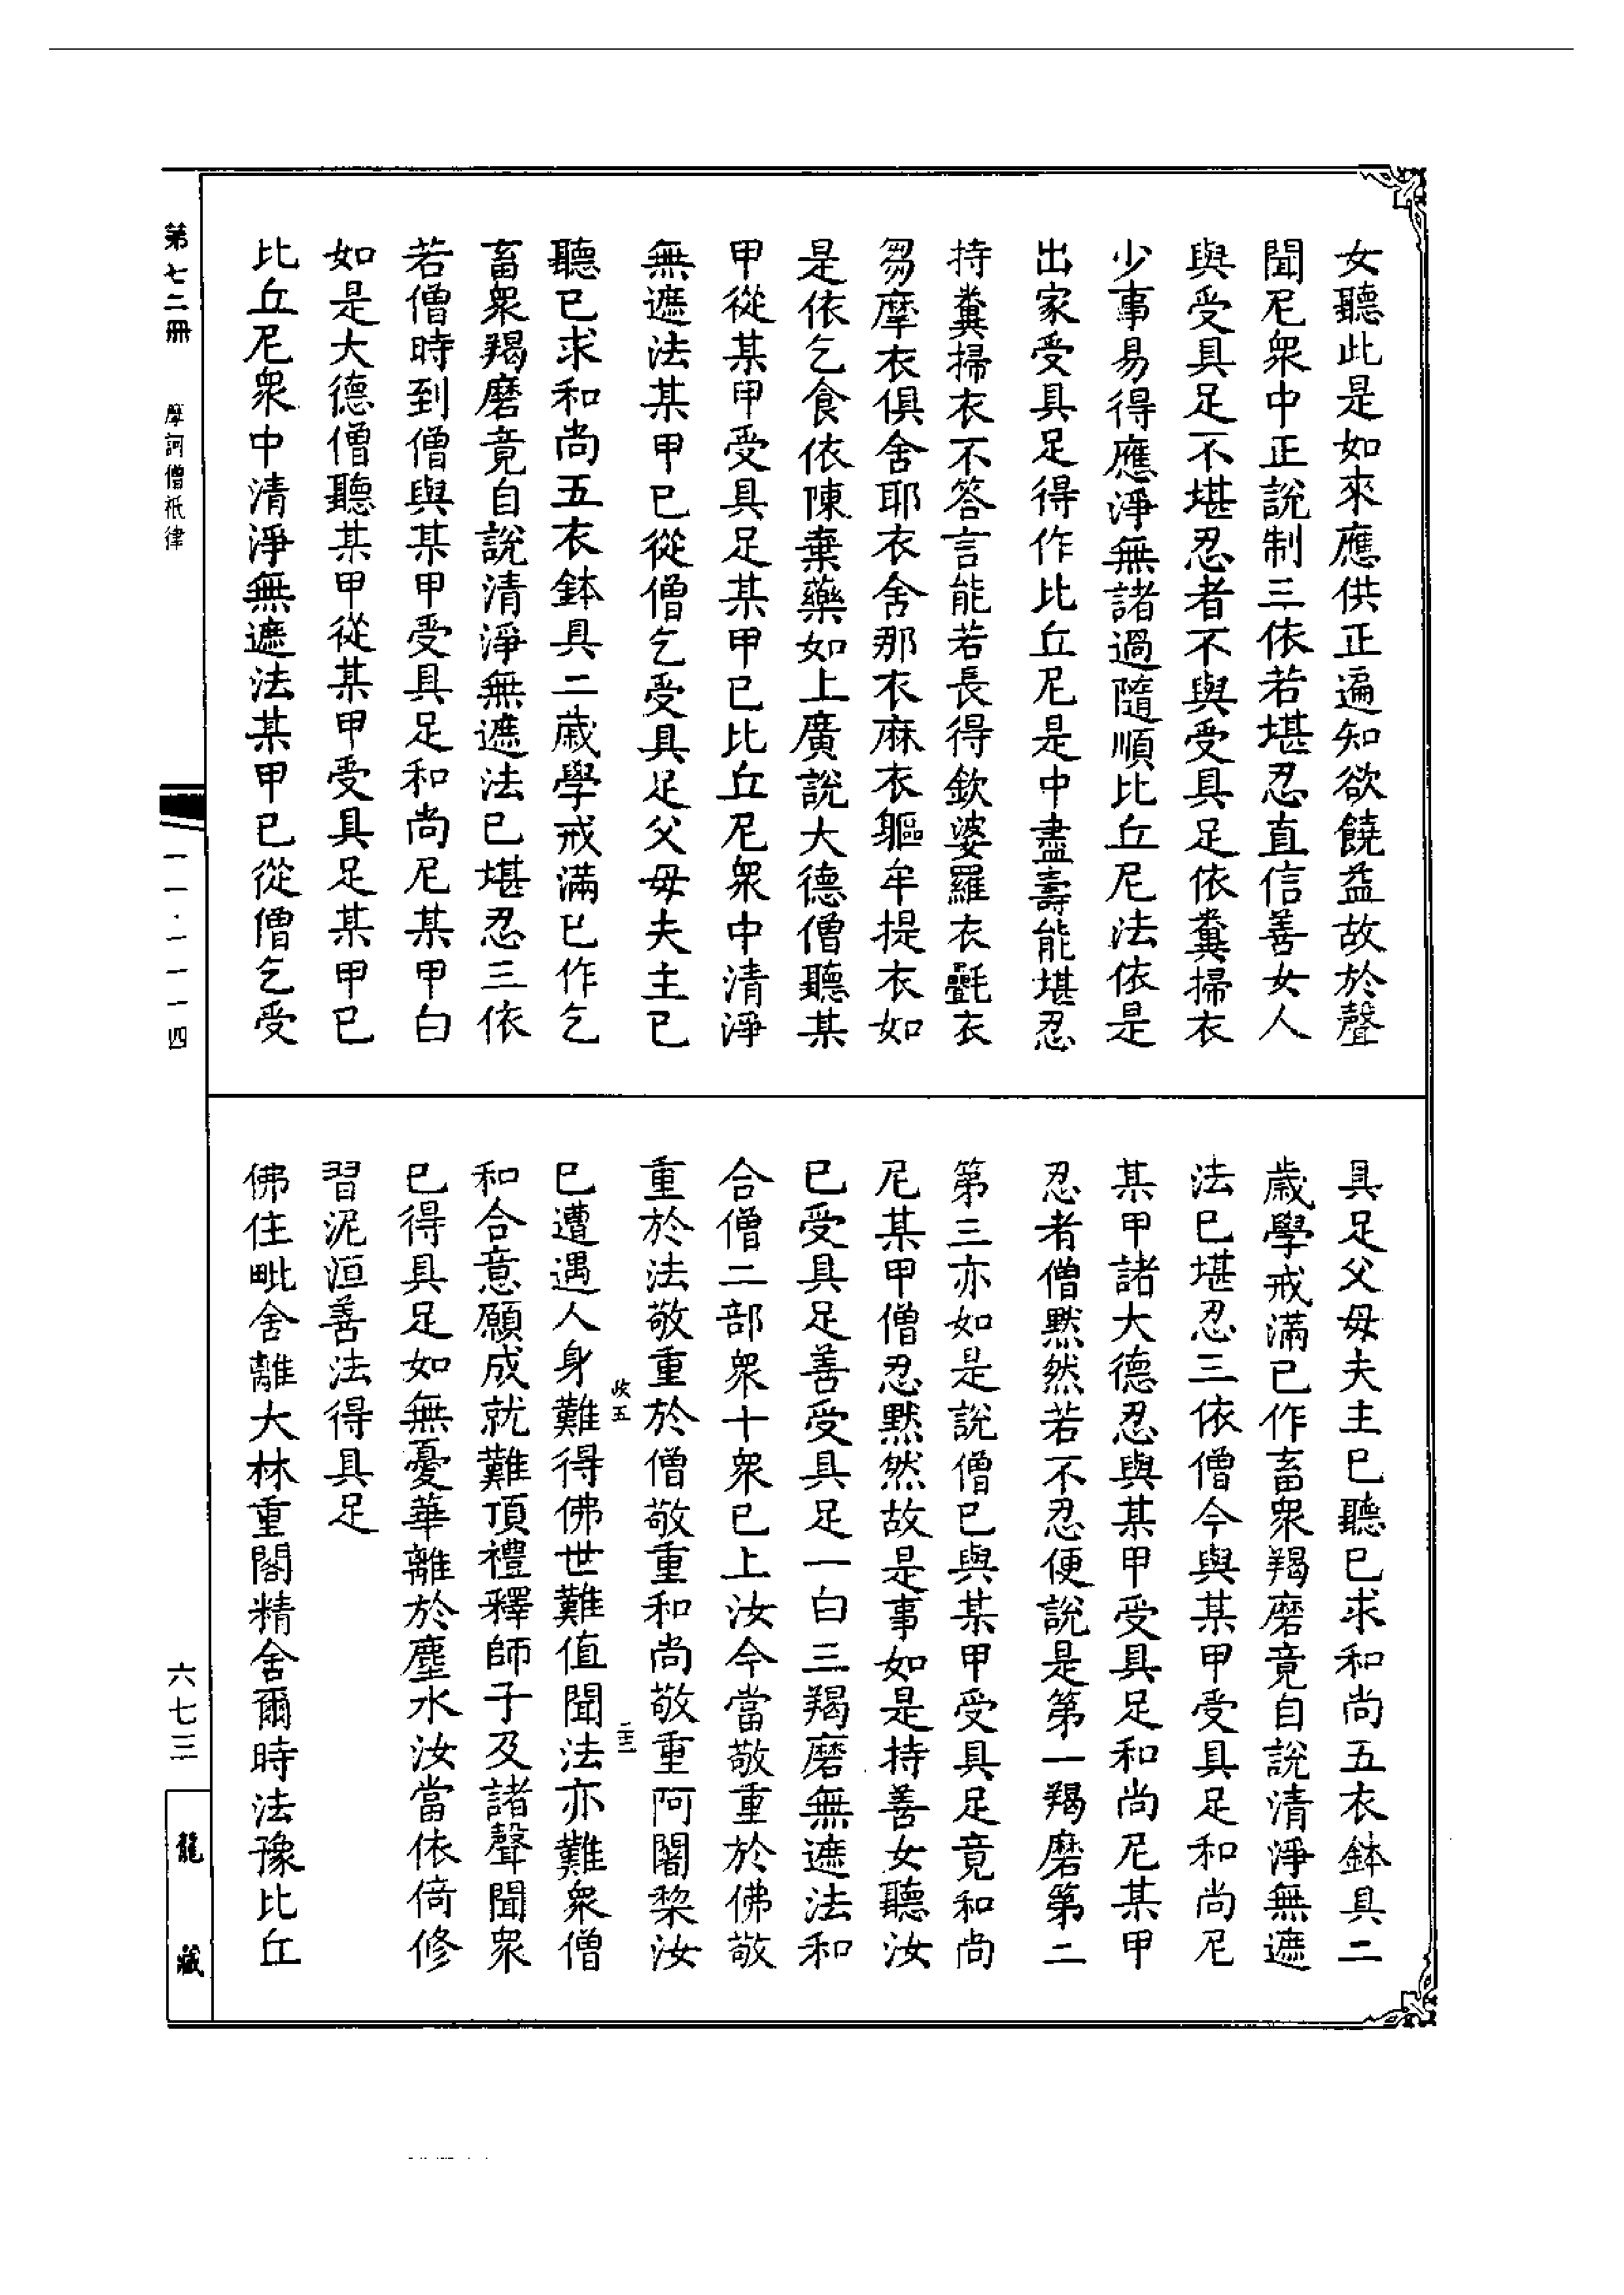 女聽此是如來應供正遍知欲饒益故於聲
聞尼衆中正說制三依若堪忍直信善女人
與受具足不堪忍者不與受具足依糞掃衣
少事易得應淨無諸過隨順比丘尼法依是
出家受具足得作比丘尼是中盡壽能堪忍
持糞掃衣不答言能若長得欽婆羅衣㲲衣
芻摩衣俱舍耶衣舍那衣麻衣軀牟提衣如
是依乞食依陳棄藥如上廣說大德僧聽某
甲從某甲受具足某甲已比丘尼衆中清淨
無遮法某甲已從僧乞受具足父母夫主已
聽已求和尚五衣鉢具二歲學戒滿已作乞
畜衆羯磨竟自說清淨無遮法已堪忍三依
若僧時到僧與某甲受具足和尚尼某甲白
如是大德僧聽某甲從某甲受具足某甲已
比丘尼衆中清淨無遮法某甲已從僧乞受
具足父母夫主已聽已求和尚五衣鉢具二
歲學戒滿已作畜衆羯磨竟自說清淨無遮
法已堪忍三依僧今與某甲受具足和尚尼
某甲諸大德忍與某甲受具足和尚尼某甲
忍者僧默然若不忍便說是第一羯磨第二
第三亦如是說僧已與某甲受具足竟和尚
尼某甲僧忍默然故是事如是持善女聽汝
已受具足善受具足一白三羯磨無遮法和
合僧二部衆十衆已上汝今當敬重於佛敬
重於法敬重於僧敬重和尚敬重阿闍棃汝
已遭遇人身難得佛世難值聞法亦難衆僧
和合意願成就難頂禮釋師子及諸聲聞衆
已得具足如無憂華離於塵水汝當依倚修
習泥洹善法得具足
佛住毗舍離大林重閣精舍爾時法豫比丘
第七二冊
摩訶僧祇律
一一·一一一四
六七三
龍藏